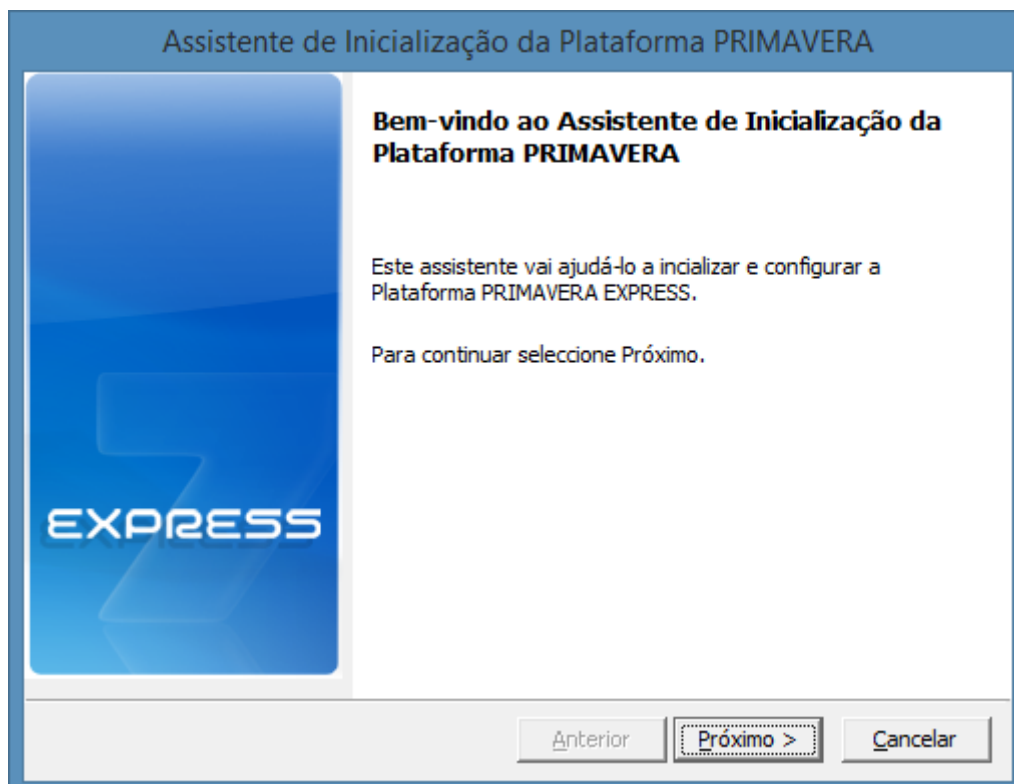 Assistente de Inicialização da Plataforma PRIMAVERA
Bem-vindo ao Assistente de Inicialização da
Plataforma PRIMAVERA
Este assistente vai ajudá-lo a incializar e configurar a
Plataforma PRIMAVERA EXPRESS.
Para continuar seleccione Próximo.
EXPRESS
Anterior
Próximo >
Cancelar